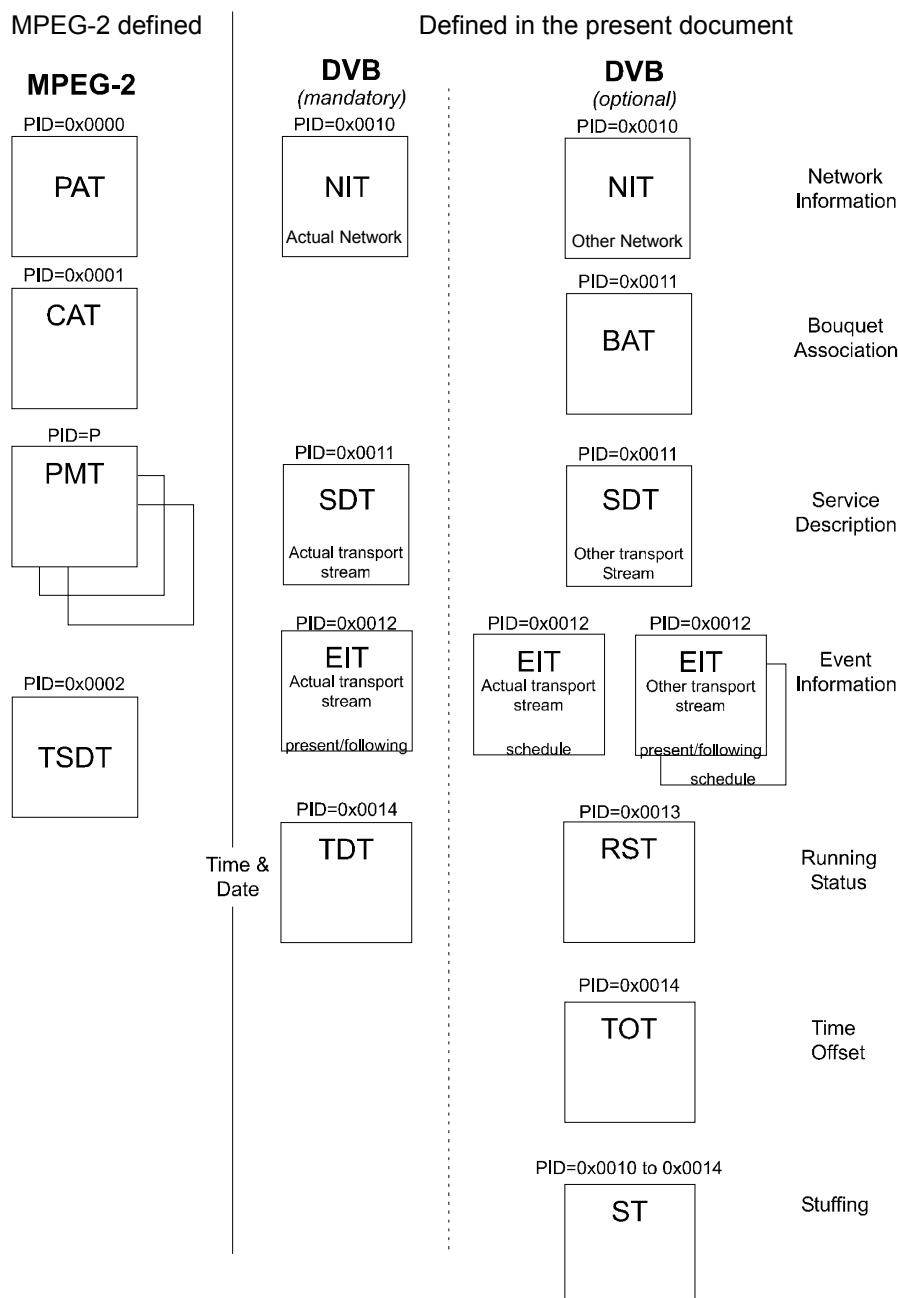 MPEG-2 defined
Defined in the present document
MPEG-2
DVB
(mandatory)
DVB
(optional)
PID=0x0000
PAT
PID=0x0010
NIT
Actual Network
PID=0x0010
NIT
Other Network
Network
Information
PID=0x0001
CAT
PID=0x0011
BAT
Bouquet
Association
PID=P
PMT
PID=0x0011
SDT
Actual transport
stream
PID=0x0011
SDT
Other transport
Stream
Service
Description
PID=0x0012
EIT
Actual transport
stream
present/following
PID=0x0012
EIT
Actual transport
stream
schedule
PID=0x0012
EIT
Other transport
stream
present/following
schedule
Event
Information
PID=0x0002
TSDT
Time &
Date
PID=0x0014
TDT
PID=0x0013
RST
Running
Status
PID=0x0014
TOT
Time
Offset
PID=0x0010 to 0x0014
ST
Stuffing